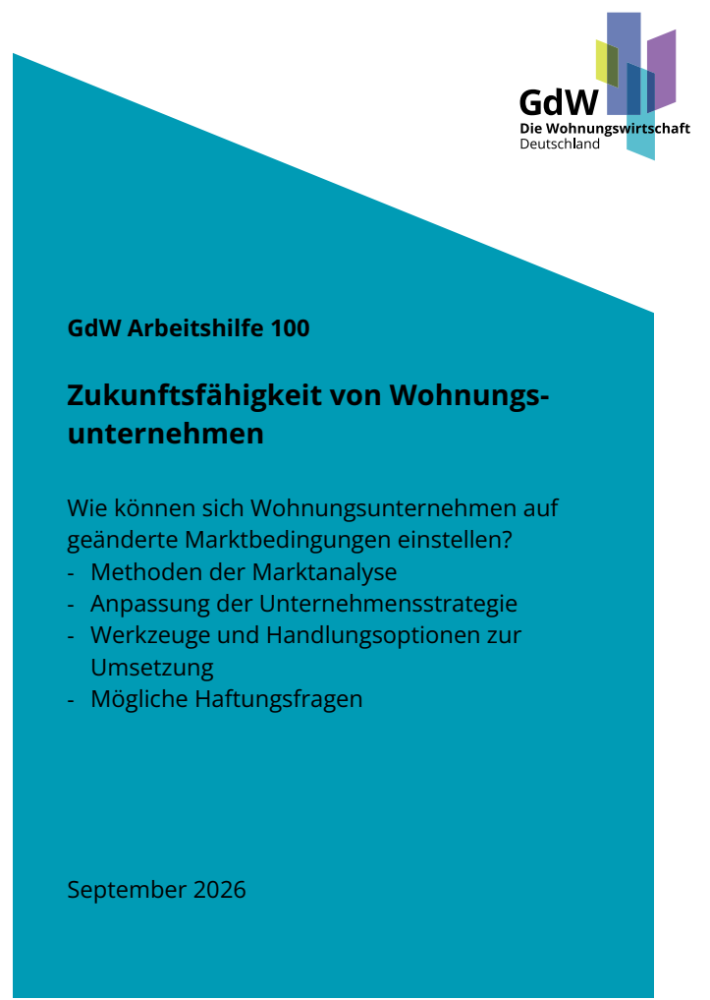 GdW
Die Wohnungswirtschaft
Deutschland
GdW Arbeitshilfe 100
Zukunftsfähigkeit von Wohnungs-
unternehmen
Wie können sich Wohnungsunternehmen auf
geänderte Marktbedingungen einstellen?
- Methoden der Marktanalyse
- Anpassung der Unternehmensstrategie
- Werkzeuge und Handlungsoptionen zur
Umsetzung
- Mögliche Haftungsfragen
September 2026